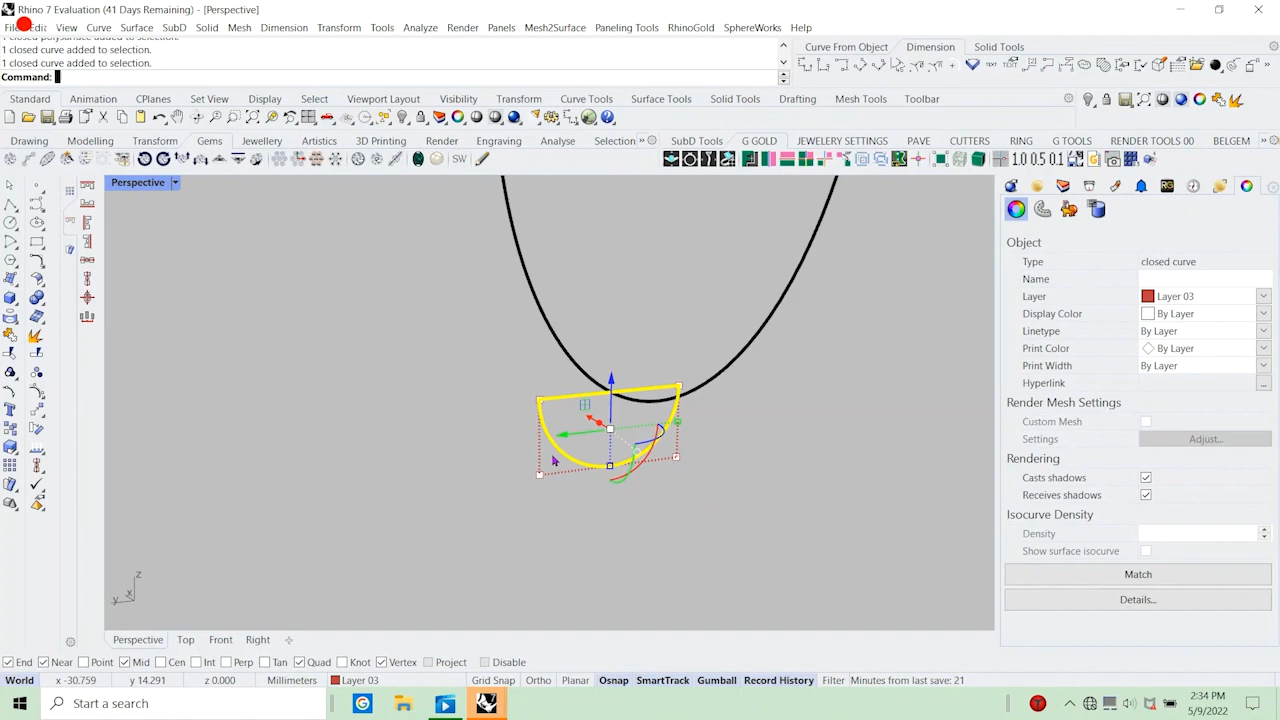 Rhino 7 Evaluation (41 Days Remaining) - [Perspective]
File Edit View Curve Surface SubD Solid Mesh Dimension Transform Tools Analyze Render Panels Mesh2Surface Paneling Tools RhinoGold SphereWorks Help
1 closed curve added to selection.
1 closed curve added to selection.
Command:
Curve From Object Dimension Solid Tools
Standard Animation CPlanes Set View Display Select Viewport Layout Visibility Transform Curve Tools Surface Tools Solid Tools Drafting Mesh Tools Toolbar
Drawing Modelling Transform Gems Jewellery Artisans 3D Printing Render Engraving Analyse Selection » SubD Tools G GOLD JEWELERY SETTINGS PAVE CUTTERS RING G TOOLS RENDER TOOLS 00 BELGEM »
SW 1.0 0.5 0.1
Perspective
Object
Type closed curve
Name
Layer Layer 03
Display Color By Layer
Linetype By Layer
Print Color By Layer
Print Width By Layer
Hyperlink ...
Render Mesh Settings
Custom Mesh
Settings Adjust...
Rendering
Casts shadows
Receives shadows
Isocurve Density
Density
Show surface isocurve
Match
Details...
z
y x
Perspective Top Front Right
End Near Point Mid Cen Int Perp Tan Quad Knot Vertex Project Disable
World x -30.759 y 14.291 z 0.000 Millimeters Layer 03 Grid Snap Ortho Planar Osnap SmartTrack Gumball Record History Filter Minutes from last save: 21
Start a search
2:34 PM
5/9/2022